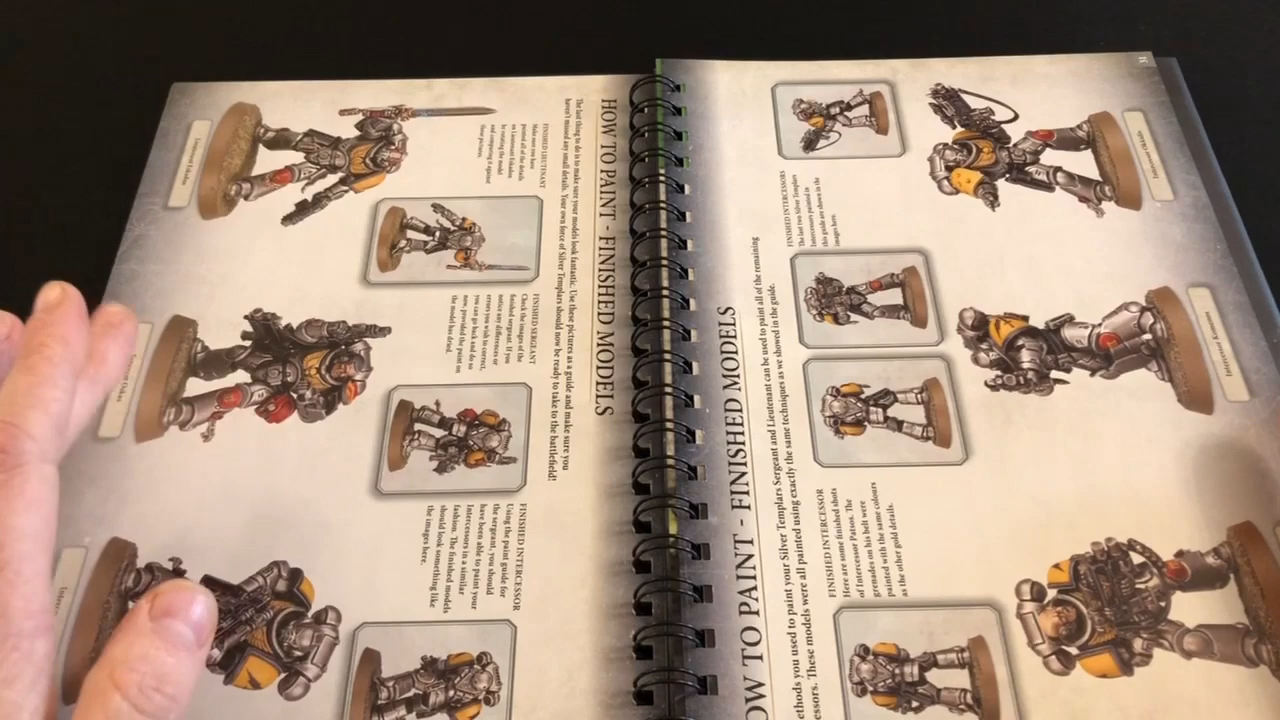 HOW TO PAINT - FINISHED MODELS
The last thing to do is to make sure your models look fantastic. Use these pictures as a guide and make sure you
haven't missed any small details. Your own force of Silver Templars should now be ready to take to the battlefield!
FINISHED LIEUTENANT
Make sure you have
painted all of the details
on Lieutenant
by rotating the model
and comparing it against
these pictures.
FINISHED SERGEANT
Check the images of the
finished sergeant. If you
notice any differences or
errors you wish to correct,
you can go back and do so
now, provided the paint on
the model has dried.
FINISHED INTERCESSOR
Using the paint guide for
the sergeant, you should
have been able to paint your
Intercessors in a similar
fashion. The finished models
should look something like
the images here.
Lieutenant
31
OW TO PAINT - FINISHED MODELS
ethods you used to paint your Silver Templars Sergeant and Lieutenant can be used to paint all of the remaining
essors. These models were all painted using exactly the same techniques as we showed in the guide.
FINISHED INTERCESSORS
The last two Silver Templars
Intercessors painted in
this guide are shown in the
images here.
FINISHED INTERCESSOR
Here are some finished shots
of Intercessor Patsos. The
grenades on his belt were
painted with the same colours
as the other gold details.
Intercessor
Intercessor